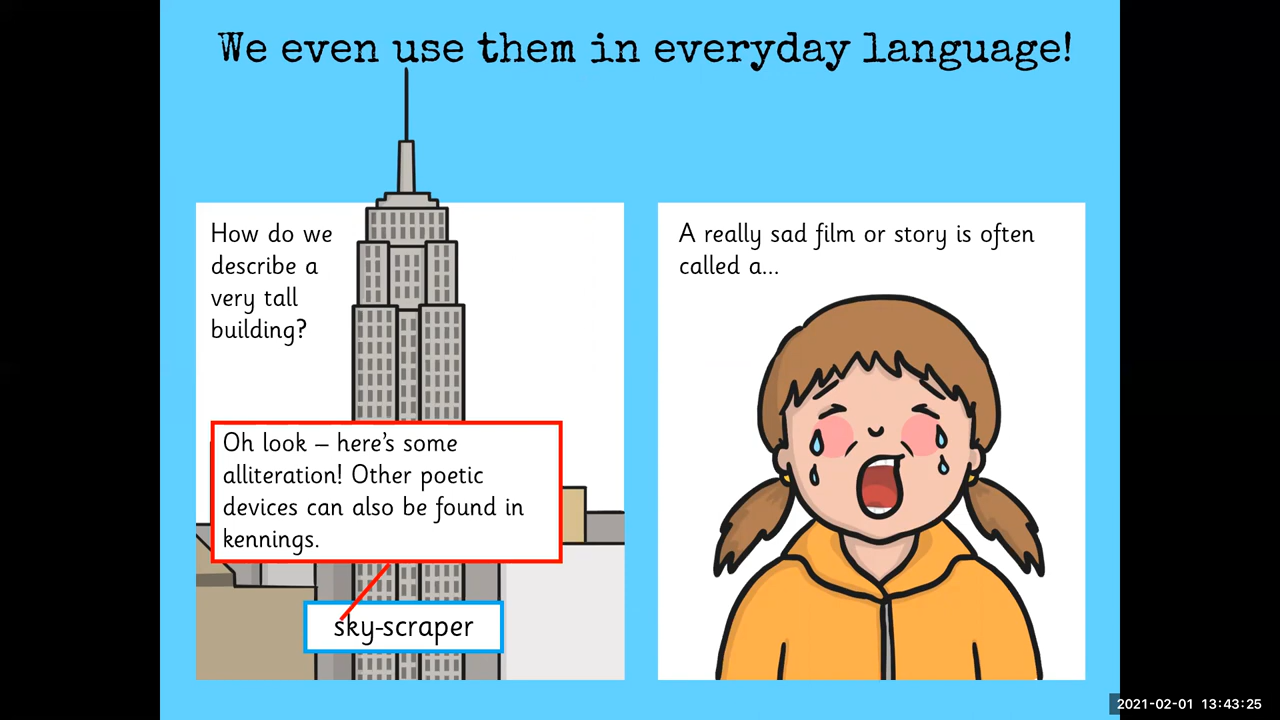 We even use them in everyday language!
How do we
describe a
very tall
building?
Oh look – here's some
alliteration! Other poetic
devices can also be found in
kennings.
sky-scraper
A really sad film or story is often
called a...
2021-02-01 13:43:25